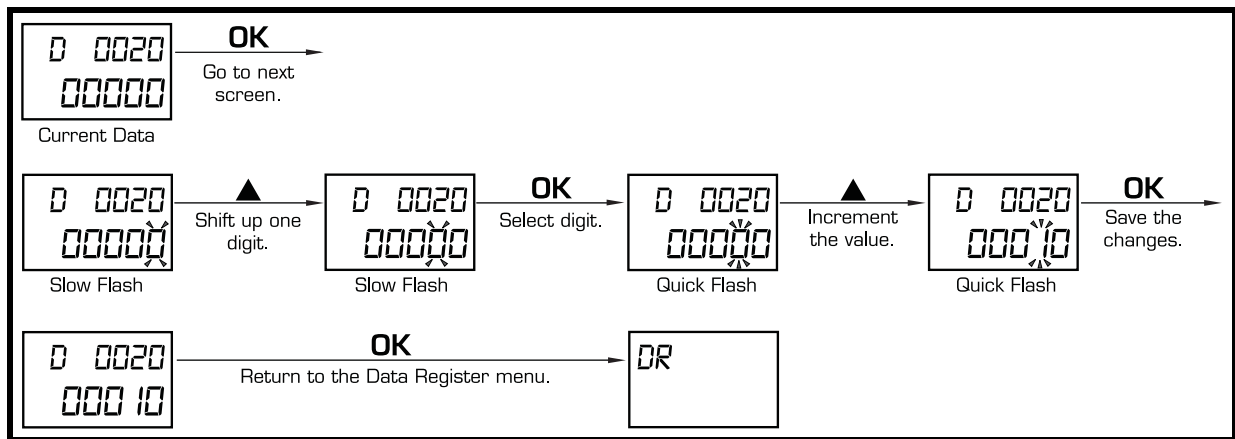 D 0020
00000
Current Data
OK
Go to next
screen.
D 0020
00000
Slow Flash
Shift up one
digit.
D 0020
00000
Slow Flash
OK
Select digit.
D 0020
00000
Quick Flash
Increment
the value.
D 0020
00010
Quick Flash
OK
Save the
changes.
D 0020
00010
OK
Return to the Data Register menu.
DR